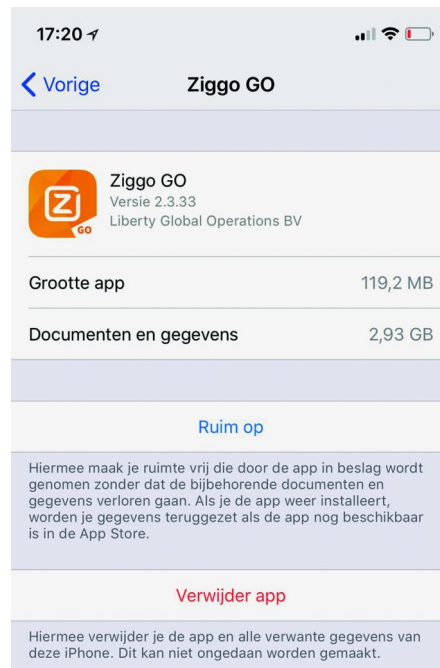 17:20
Vorige
Ziggo GO
Ziggo GO
Versie 2.3.33
Liberty Global Operations BV
Z
GO
Grootte app 119,2 MB
Documenten en gegevens 2,93 GB
Ruim op
Hiermee maak je ruimte vrij die door de app in beslag wordt
genomen zonder dat de bijbehorende documenten en
gegevens verloren gaan. Als je de app weer installeert,
worden je gegevens teruggezet als de app nog beschikbaar
is in de App Store.
Verwijder app
Hiermee verwijder je de app en alle verwante gegevens van
deze iPhone. Dit kan niet ongedaan worden gemaakt.